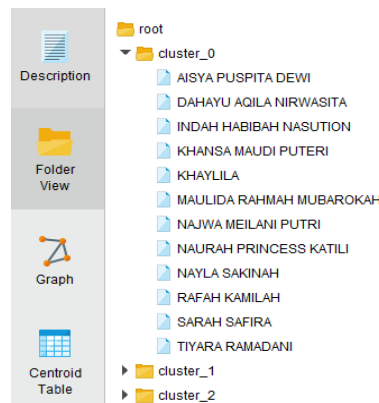 Description
Folder
View
Graph
Centroid
Table
root
cluster_0
AISYA PUSPITA DEWI
DAHAYU AQILA NIRWASITA
INDAH HABIBAH NASUTION
KHANSA MAUDI PUTERI
KHAYLILA
MAULIDA RAHMAH MUBAROKAH
NAJWA MEILANI PUTRI
NAURAH PRINCESS KATILI
NAYLA SAKINAH
RAFAH KAMILAH
SARAH SAFIRA
TIYARA RAMADANI
cluster_1
cluster_2